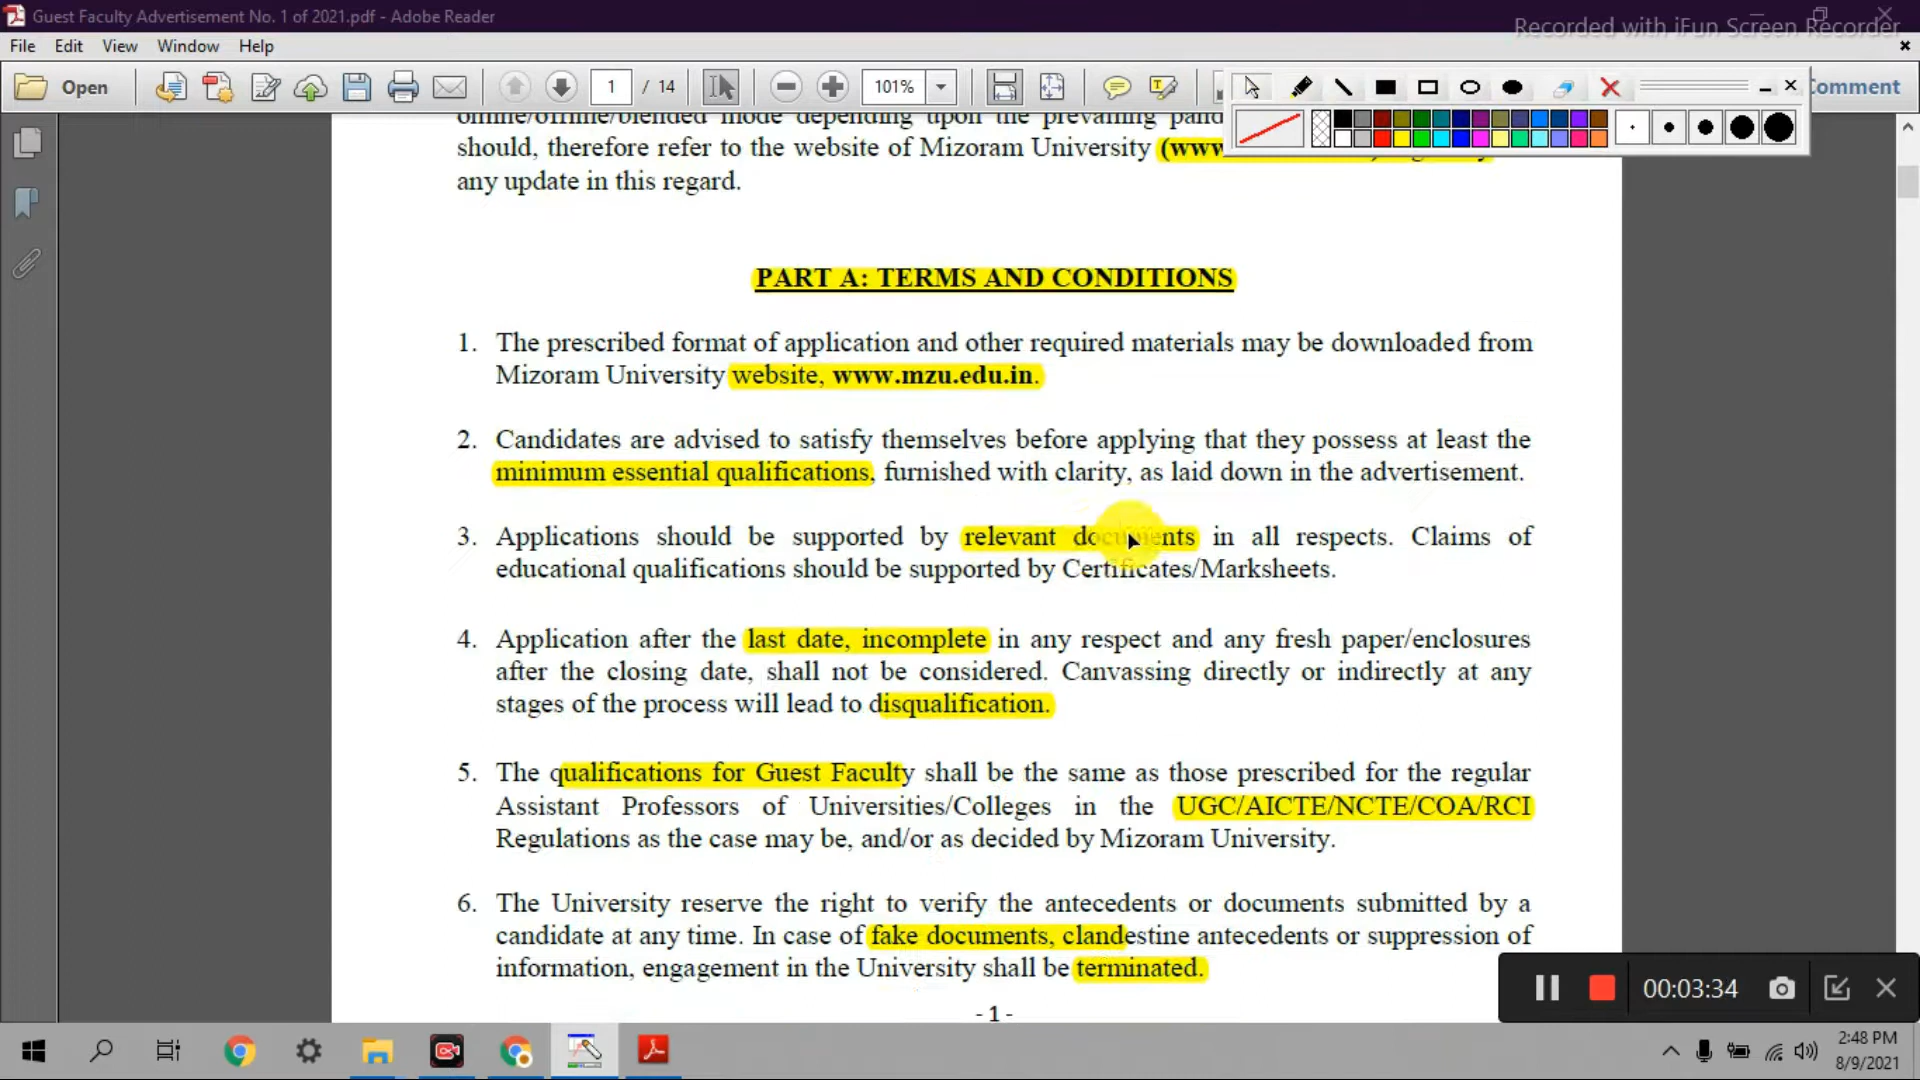 Guest Faculty Advertisement No. 1 of 2021.pdf - Adobe Reader
Recorded with iFun Screen Recorder
File Edit View Window Help
Open 1 / 14 101% Comment
online/offline/blended mode depending upon the prevailing
should, therefore refer to the website of Mizoram University (www
any update in this regard.
PART A: TERMS AND CONDITIONS
1. The prescribed format of application and other required materials may be downloaded from
Mizoram University website, www.mzu.edu.in.
2. Candidates are advised to satisfy themselves before applying that they possess at least the
minimum essential qualifications, furnished with clarity, as laid down in the advertisement.
3. Applications should be supported by relevant documents in all respects. Claims of
educational qualifications should be supported by Certificates/Marksheets.
4. Application after the last date, incomplete in any respect and any fresh paper/enclosures
after the closing date, shall not be considered. Canvassing directly or indirectly at any
stages of the process will lead to disqualification.
5. The qualifications for Guest Faculty shall be the same as those prescribed for the regular
Assistant Professors of Universities/Colleges in the UGC/AICTE/NCTE/COA/RCI
Regulations as the case may be, and/or as decided by Mizoram University.
6. The University reserve the right to verify the antecedents or documents submitted by a
candidate at any time. In case of fake documents, clandestine antecedents or suppression of
information, engagement in the University shall be terminated.
- 1 -
00:03:34
2:48 PM
8/9/2021